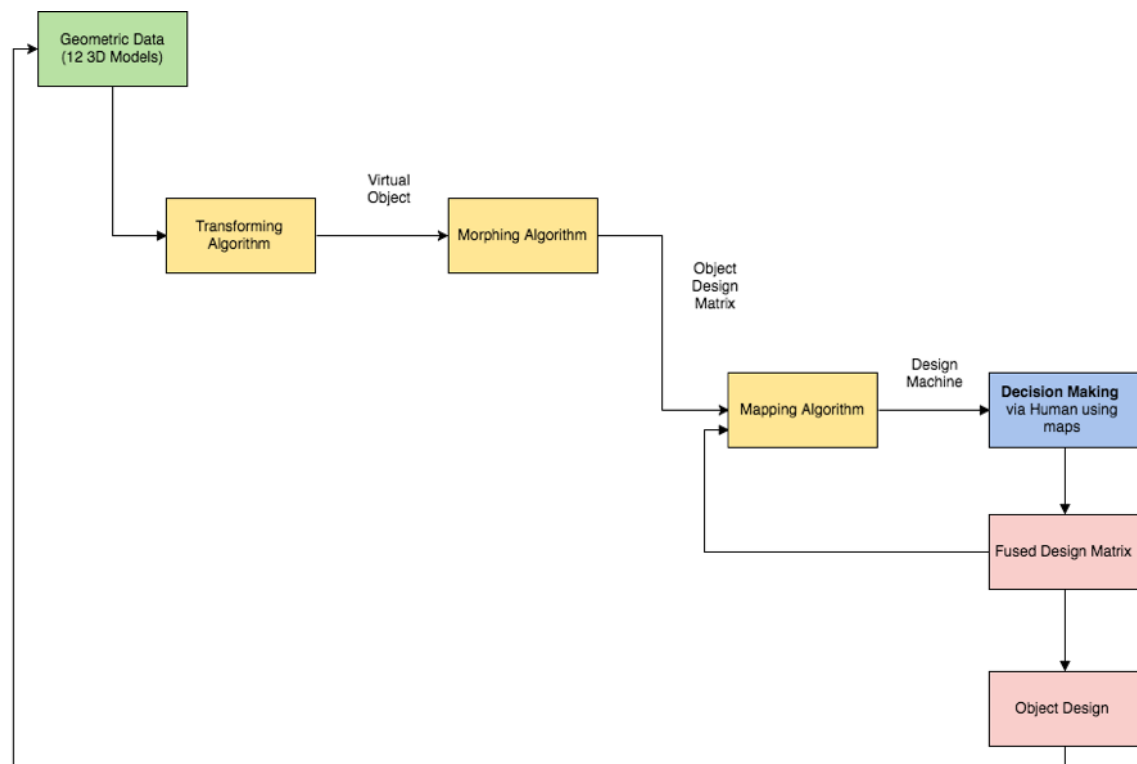 Geometric Data
(12 3D Models)
Virtual
Object
Transforming
Algorithm
Morphing Algorithm
Object
Design
Matrix
Design
Machine
Mapping Algorithm
Decision Making
via Human using
maps
Fused Design Matrix
Object Design